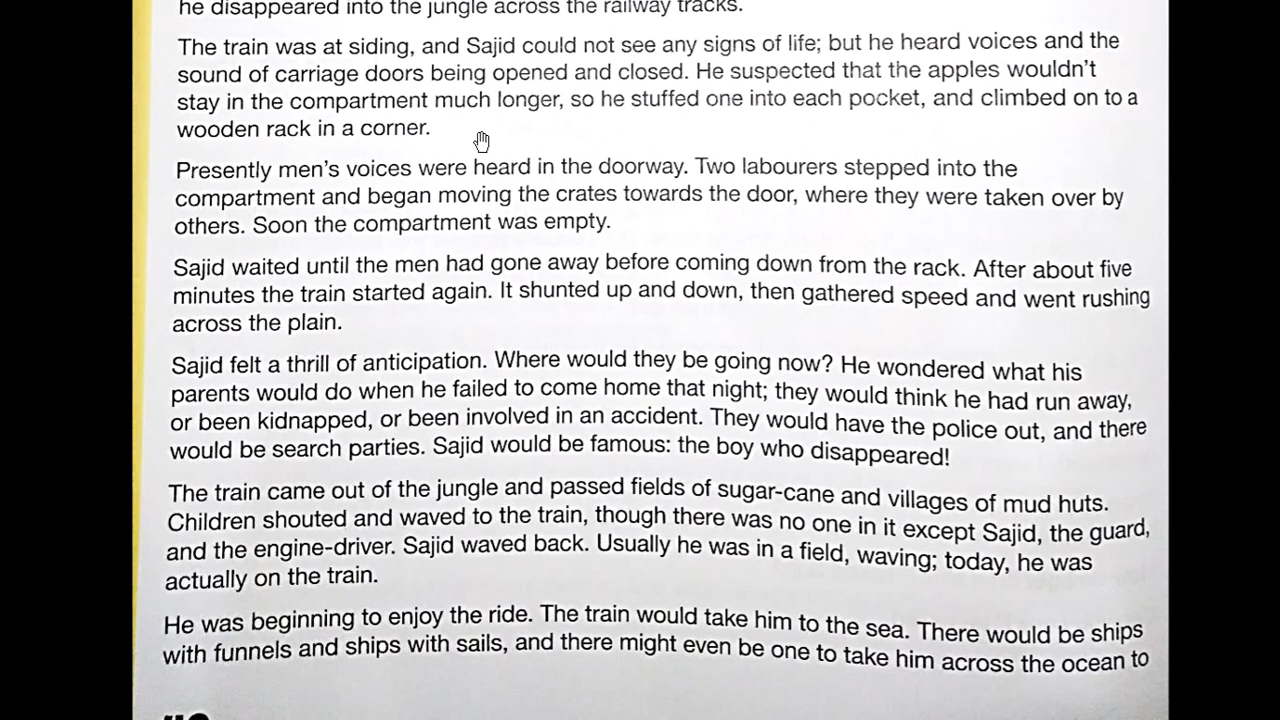 he disappeared into the jungle across the railway tracks.
The train was at siding, and Sajid could not see any signs of life; but he heard voices and the
sound of carriage doors being opened and closed. He suspected that the apples wouldn't
stay in the compartment much longer, so he stuffed one into each pocket, and climbed on to a
wooden rack in a corner.
Presently men's voices were heard in the doorway. Two labourers stepped into the
compartment and began moving the crates towards the door, where they were taken over by
others. Soon the compartment was empty.
Sajid waited until the men had gone away before coming down from the rack. After about five
minutes the train started again. It shunted up and down, then gathered speed and went rushing
across the plain.
Sajid felt a thrill of anticipation. Where would they be going now? He wondered what his
parents would do when he failed to come home that night; they would think he had run away,
or been kidnapped, or been involved in an accident. They would have the police out, and there
would be search parties. Sajid would be famous: the boy who disappeared!
The train came out of the jungle and passed fields of sugar-cane and villages of mud huts.
Children shouted and waved to the train, though there was no one in it except Sajid, the guard,
and the engine-driver. Sajid waved back. Usually he was in a field, waving; today, he was
actually on the train.
He was beginning to enjoy the ride. The train would take him to the sea. There would be ships
with funnels and ships with sails, and there might even be one to take him across the ocean to